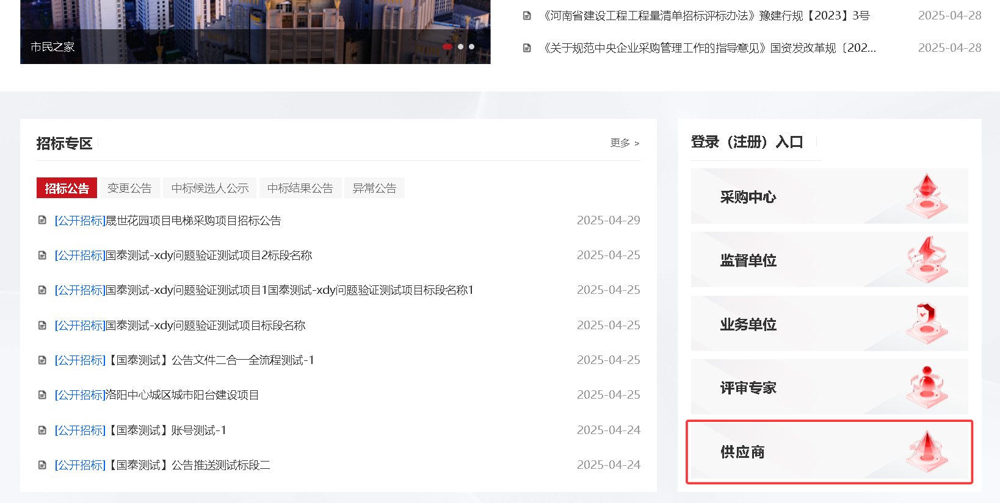 市民之家
《河南省建设工程工程量清单招标评标办法》豫建行规【2023】3号 2025-04-28
《关于规范中央企业采购管理工作的指导意见》国资发改革规〔202... 2025-04-28
招标专区
更多 >
招标公告 变更公告 中标候选人公示 中标结果公告 异常公告
[公开招标]晟世花园项目电梯采购项目招标公告 2025-04-29
[公开招标]国泰测试-xdy问题验证测试项目2标段名称 2025-04-25
[公开招标]国泰测试-xdy问题验证测试项目1国泰测试-xdy问题验证测试项目标段名称1 2025-04-25
[公开招标]国泰测试-xdy问题验证测试项目标段名称 2025-04-25
[公开招标]【国泰测试】公告文件二合一全流程测试-1 2025-04-25
[公开招标]洛阳中心城区城市阳台建设项目 2025-04-25
[公开招标]【国泰测试】账号测试-1 2025-04-24
[公开招标]【国泰测试】公告推送测试标段二 2025-04-24
登录（注册）入口
采购中心
监督单位
业务单位
评审专家
供应商